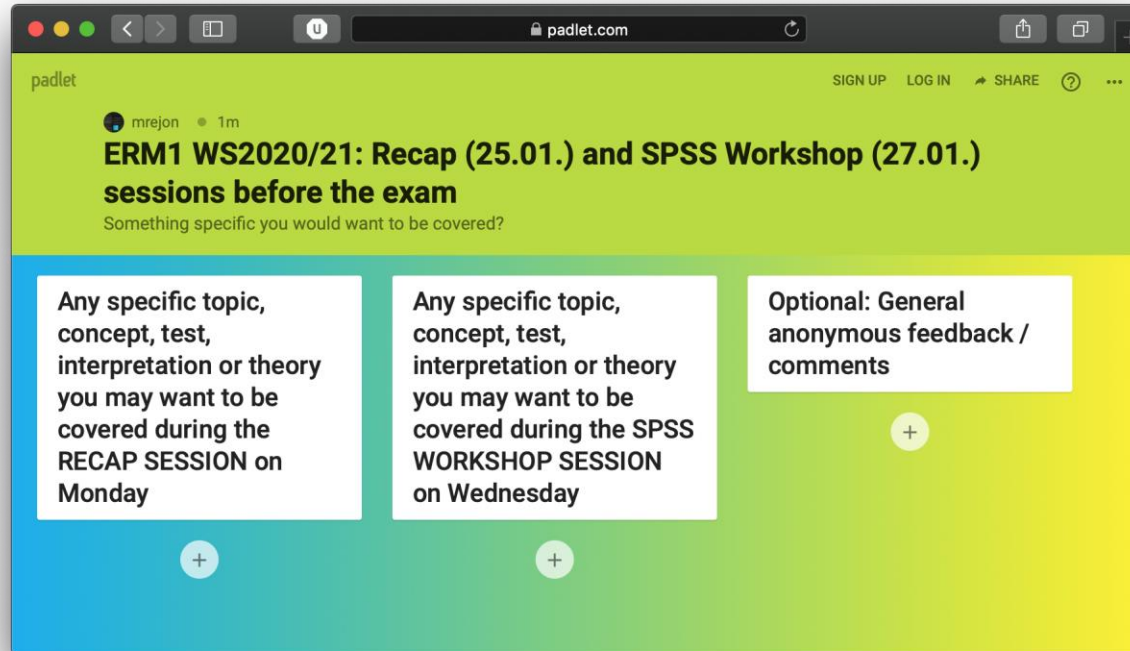 padlet.com
padlet
SIGN UP LOG IN SHARE
mrejon • 1m
ERM1 WS2020/21: Recap (25.01.) and SPSS Workshop (27.01.)
sessions before the exam
Something specific you would want to be covered?
Any specific topic,
concept, test,
interpretation or theory
you may want to be
covered during the
RECAP SESSION on
Monday
Any specific topic,
concept, test,
interpretation or theory
you may want to be
covered during the SPSS
WORKSHOP SESSION
on Wednesday
Optional: General
anonymous feedback /
comments